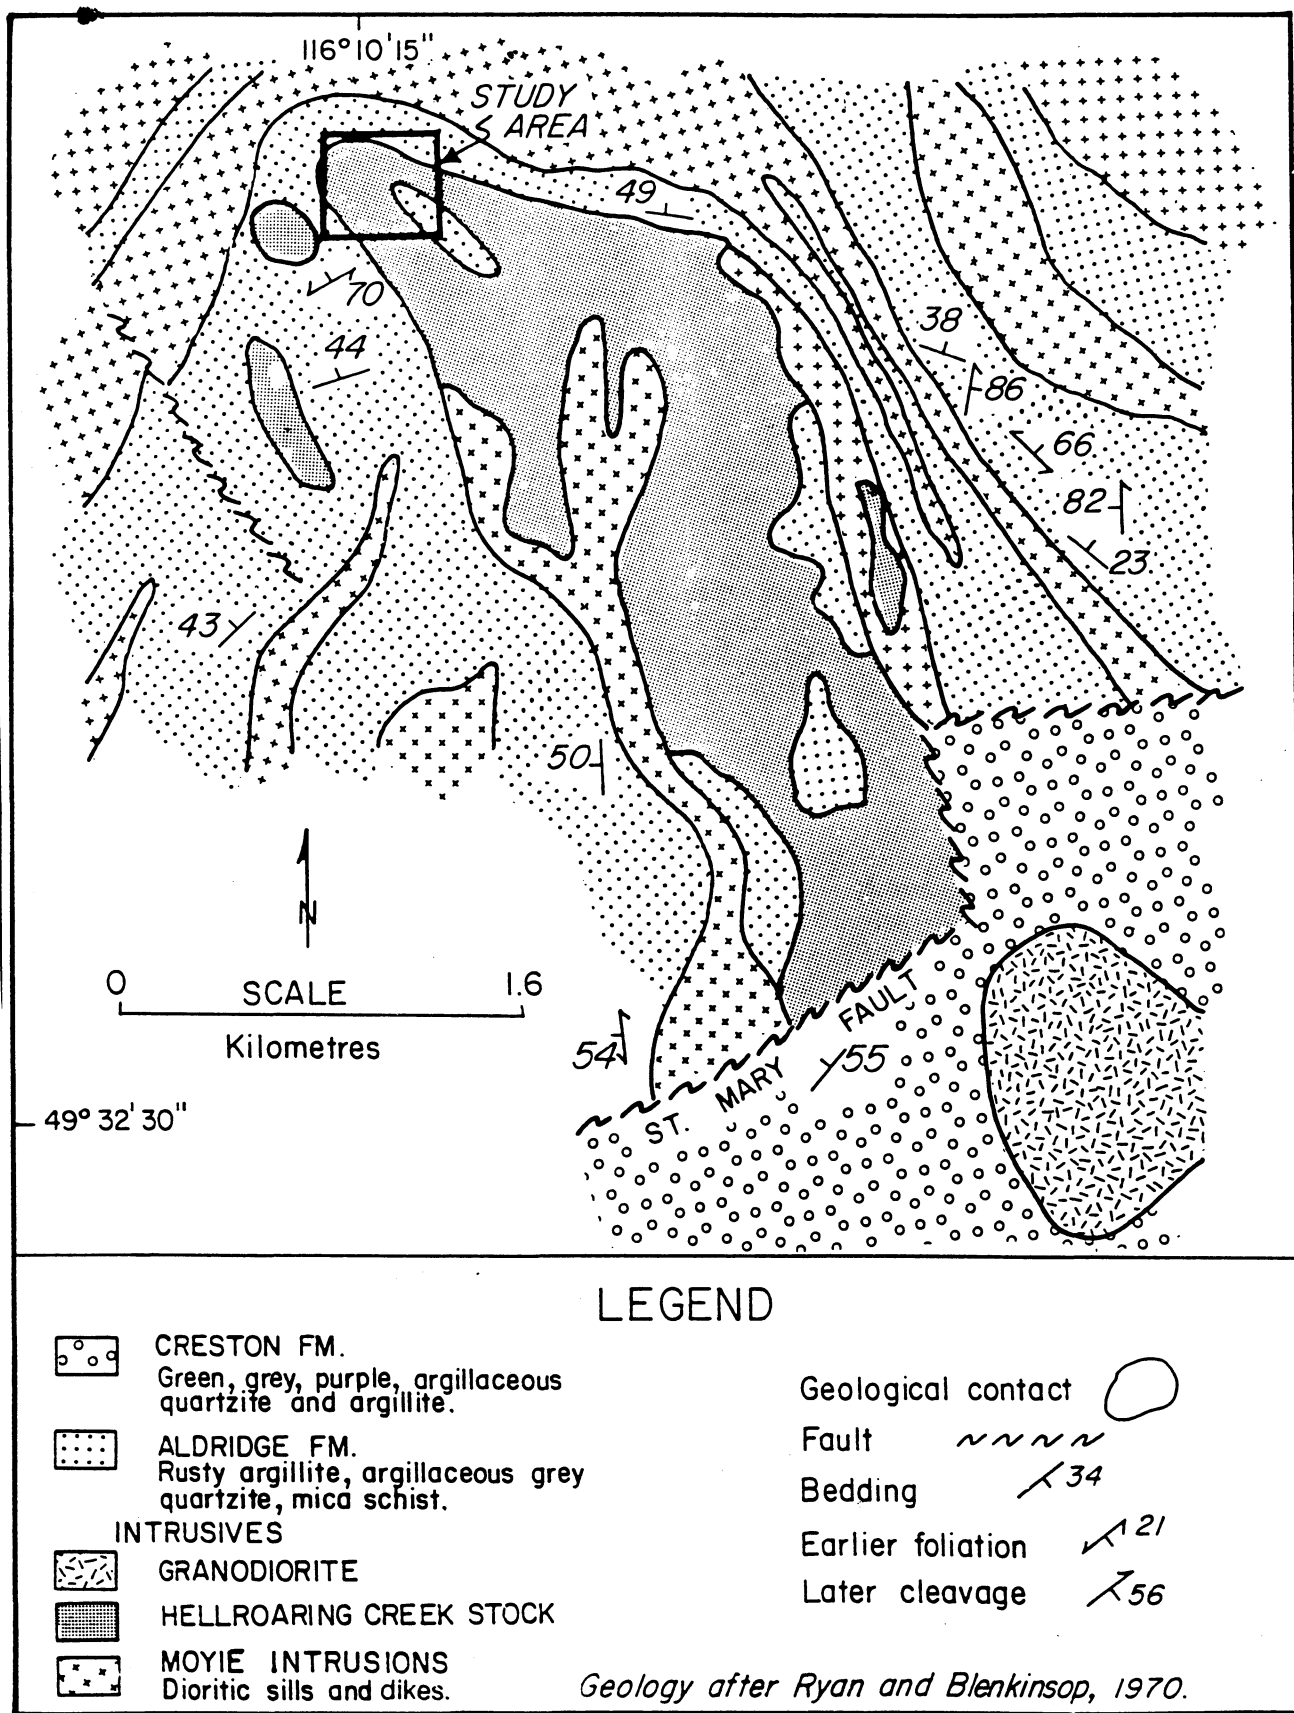 116°10'15"
STUDY
AREA
49
70
44
38
86
66
82
23
43
50
0
SCALE
1.6
Kilometres
N
54
ST. MARY FAULT
55
49°32'30"
LEGEND
CRESTON FM.
Green, grey, purple, argillaceous
quartzite and argillite.
ALDRIDGE FM.
Rusty argillite, argillaceous grey
quartzite, mica schist.
INTRUSIVES
GRANODIORITE
HELLROARING CREEK STOCK
MOYIE INTRUSIONS
Dioritic sills and dikes.
Geological contact
Fault
Bedding 34
Earlier foliation 21
Later cleavage 56
Geology after Ryan and Blenkinsop, 1970.